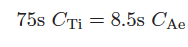 75s C_Ti = 8.5s C_Ae